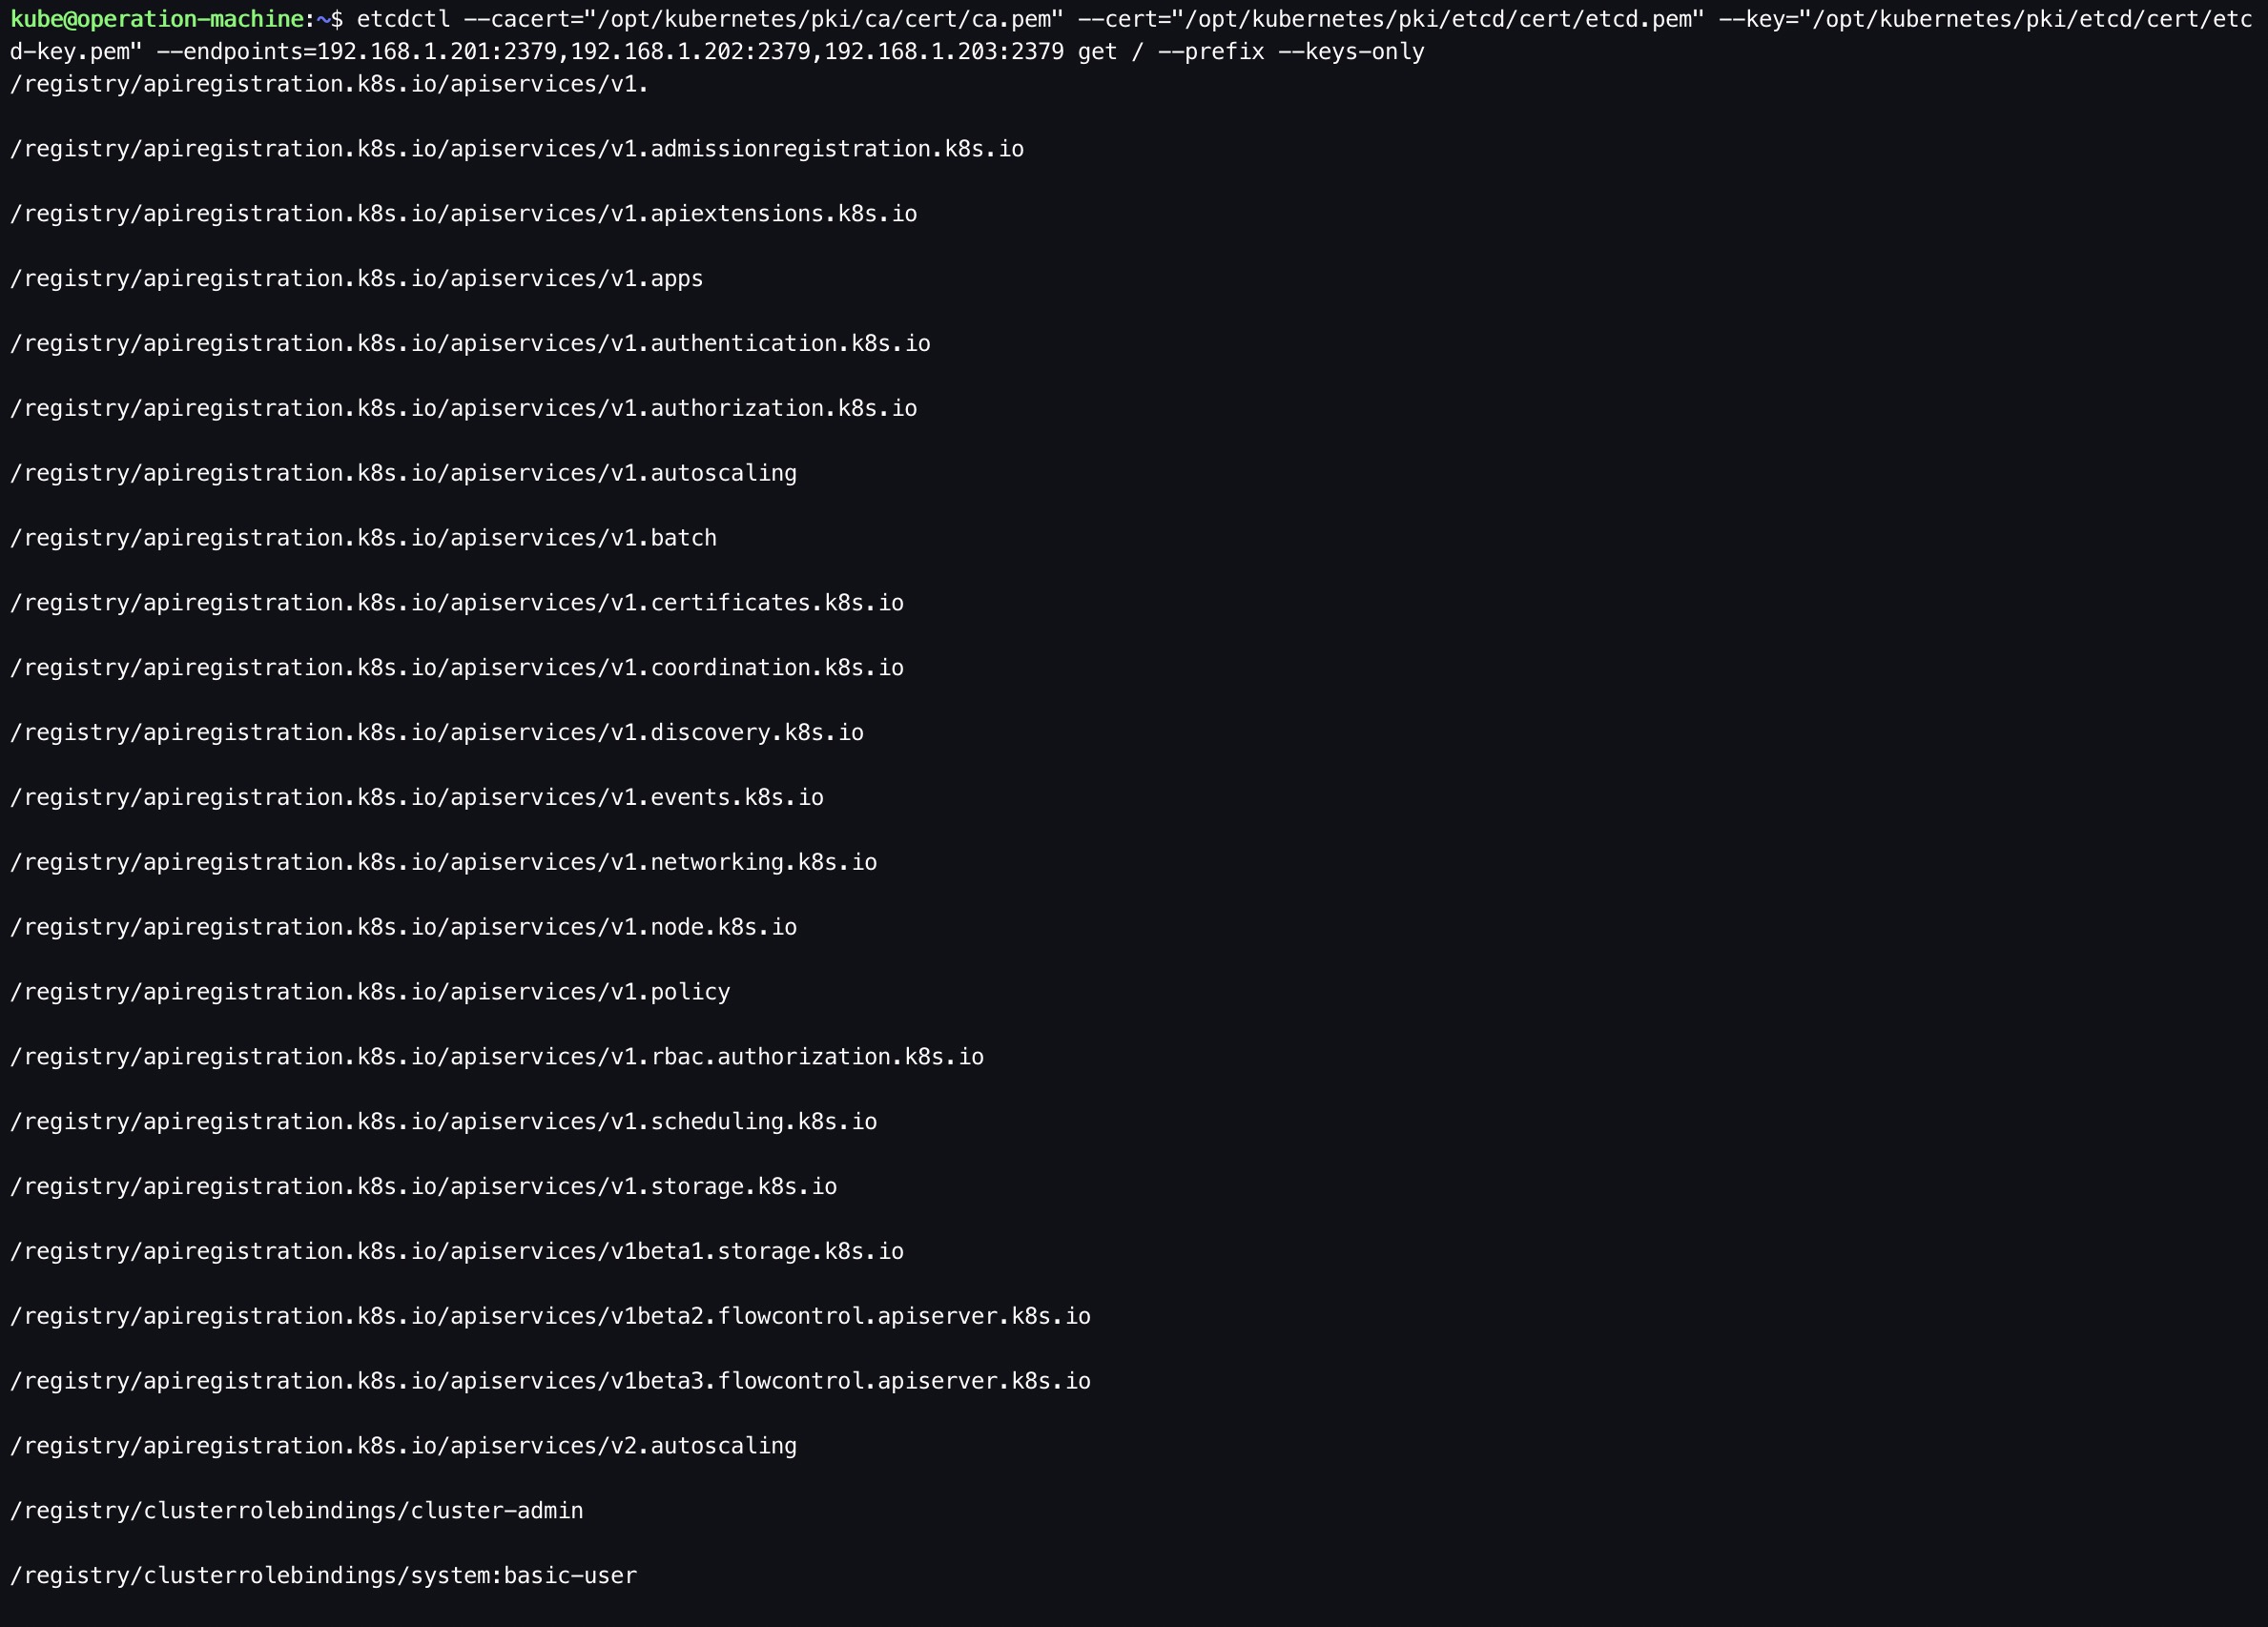 kube@operation-machine:~$ etcdctl --cacert="/opt/kubernetes/pki/ca/cert/ca.pem" --cert="/opt/kubernetes/pki/etcd/cert/etcd.pem" --key="/opt/kubernetes/pki/etcd/cert/etc
d-key.pem" --endpoints=192.168.1.201:2379,192.168.1.202:2379,192.168.1.203:2379 get / --prefix --keys-only
/registry/apiregistration.k8s.io/apiservices/v1.
/registry/apiregistration.k8s.io/apiservices/v1.admissionregistration.k8s.io
/registry/apiregistration.k8s.io/apiservices/v1.apiextensions.k8s.io
/registry/apiregistration.k8s.io/apiservices/v1.apps
/registry/apiregistration.k8s.io/apiservices/v1.authentication.k8s.io
/registry/apiregistration.k8s.io/apiservices/v1.authorization.k8s.io
/registry/apiregistration.k8s.io/apiservices/v1.autoscaling
/registry/apiregistration.k8s.io/apiservices/v1.batch
/registry/apiregistration.k8s.io/apiservices/v1.certificates.k8s.io
/registry/apiregistration.k8s.io/apiservices/v1.coordination.k8s.io
/registry/apiregistration.k8s.io/apiservices/v1.discovery.k8s.io
/registry/apiregistration.k8s.io/apiservices/v1.events.k8s.io
/registry/apiregistration.k8s.io/apiservices/v1.networking.k8s.io
/registry/apiregistration.k8s.io/apiservices/v1.node.k8s.io
/registry/apiregistration.k8s.io/apiservices/v1.policy
/registry/apiregistration.k8s.io/apiservices/v1.rbac.authorization.k8s.io
/registry/apiregistration.k8s.io/apiservices/v1.scheduling.k8s.io
/registry/apiregistration.k8s.io/apiservices/v1.storage.k8s.io
/registry/apiregistration.k8s.io/apiservices/v1beta1.storage.k8s.io
/registry/apiregistration.k8s.io/apiservices/v1beta2.flowcontrol.apiserver.k8s.io
/registry/apiregistration.k8s.io/apiservices/v1beta3.flowcontrol.apiserver.k8s.io
/registry/apiregistration.k8s.io/apiservices/v2.autoscaling
/registry/clusterrolebindings/cluster-admin
/registry/clusterrolebindings/system:basic-user